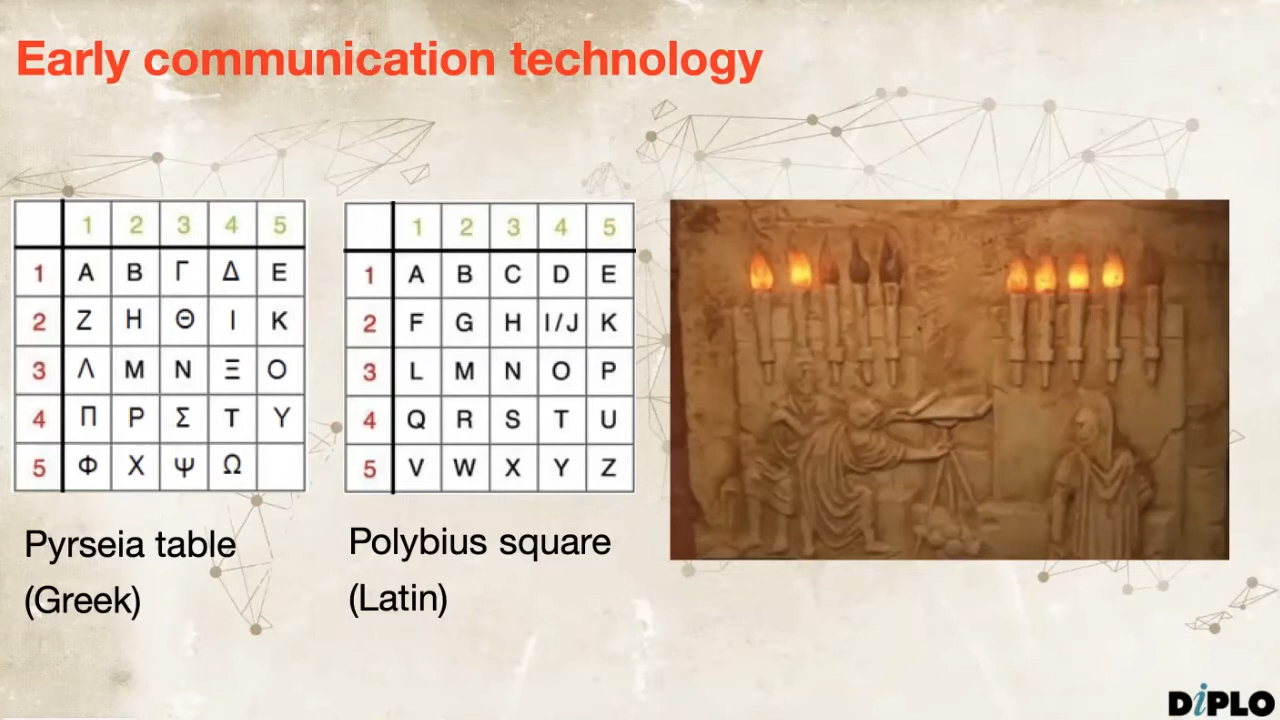 Early communication technology
1 2 3 4 5
1 Α Β Γ Δ Ε
2 Ζ Η Θ Ι Κ
3 Λ Μ Ν Ξ Ο
4 Π Ρ Σ Τ Υ
5 Φ Χ Ψ Ω
Pyrseia table
(Greek)
1 2 3 4 5
1 A B C D E
2 F G H I/J K
3 L M N O P
4 Q R S T U
5 V W X Y Z
Polybius square
(Latin)
DiPLO